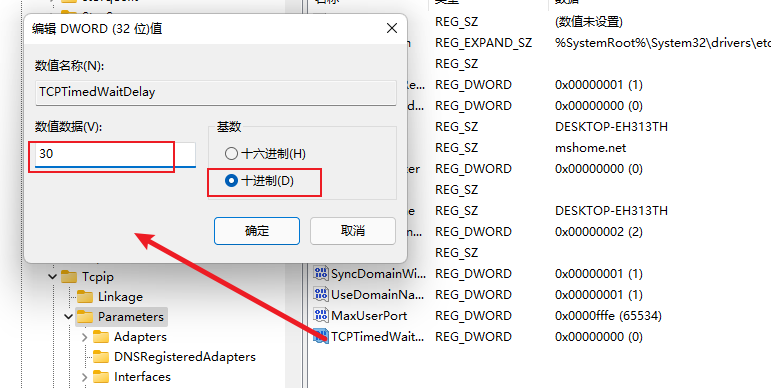 编辑 DWORD (32 位)值
数值名称(N):
TCPTimedWaitDelay
数值数据(V):
30
基数
十六进制(H)
十进制(D)
确定
取消
Tcpip
Linkage
Parameters
Adapters
DNSRegisteredAdapters
Interfaces
REG_SZ (数值未设置)
REG_EXPAND_SZ %SystemRoot%\System32\drivers\etc
REG_SZ
Re... REG_DWORD 0x00000001 (1)
REG_DWORD 0x00000000 (0)
REG_SZ DESKTOP-EH313TH
REG_SZ mshome.net
ter REG_DWORD 0x00000000 (0)
REG_SZ
e REG_SZ DESKTOP-EH313TH
n... REG_DWORD 0x00000002 (2)
REG_SZ
SyncDomainWi... REG_DWORD 0x00000001 (1)
UseDomainNa... REG_DWORD 0x00000001 (1)
MaxUserPort REG_DWORD 0x0000fffe (65534)
TCPTimedWait... REG_DWORD 0x00000000 (0)